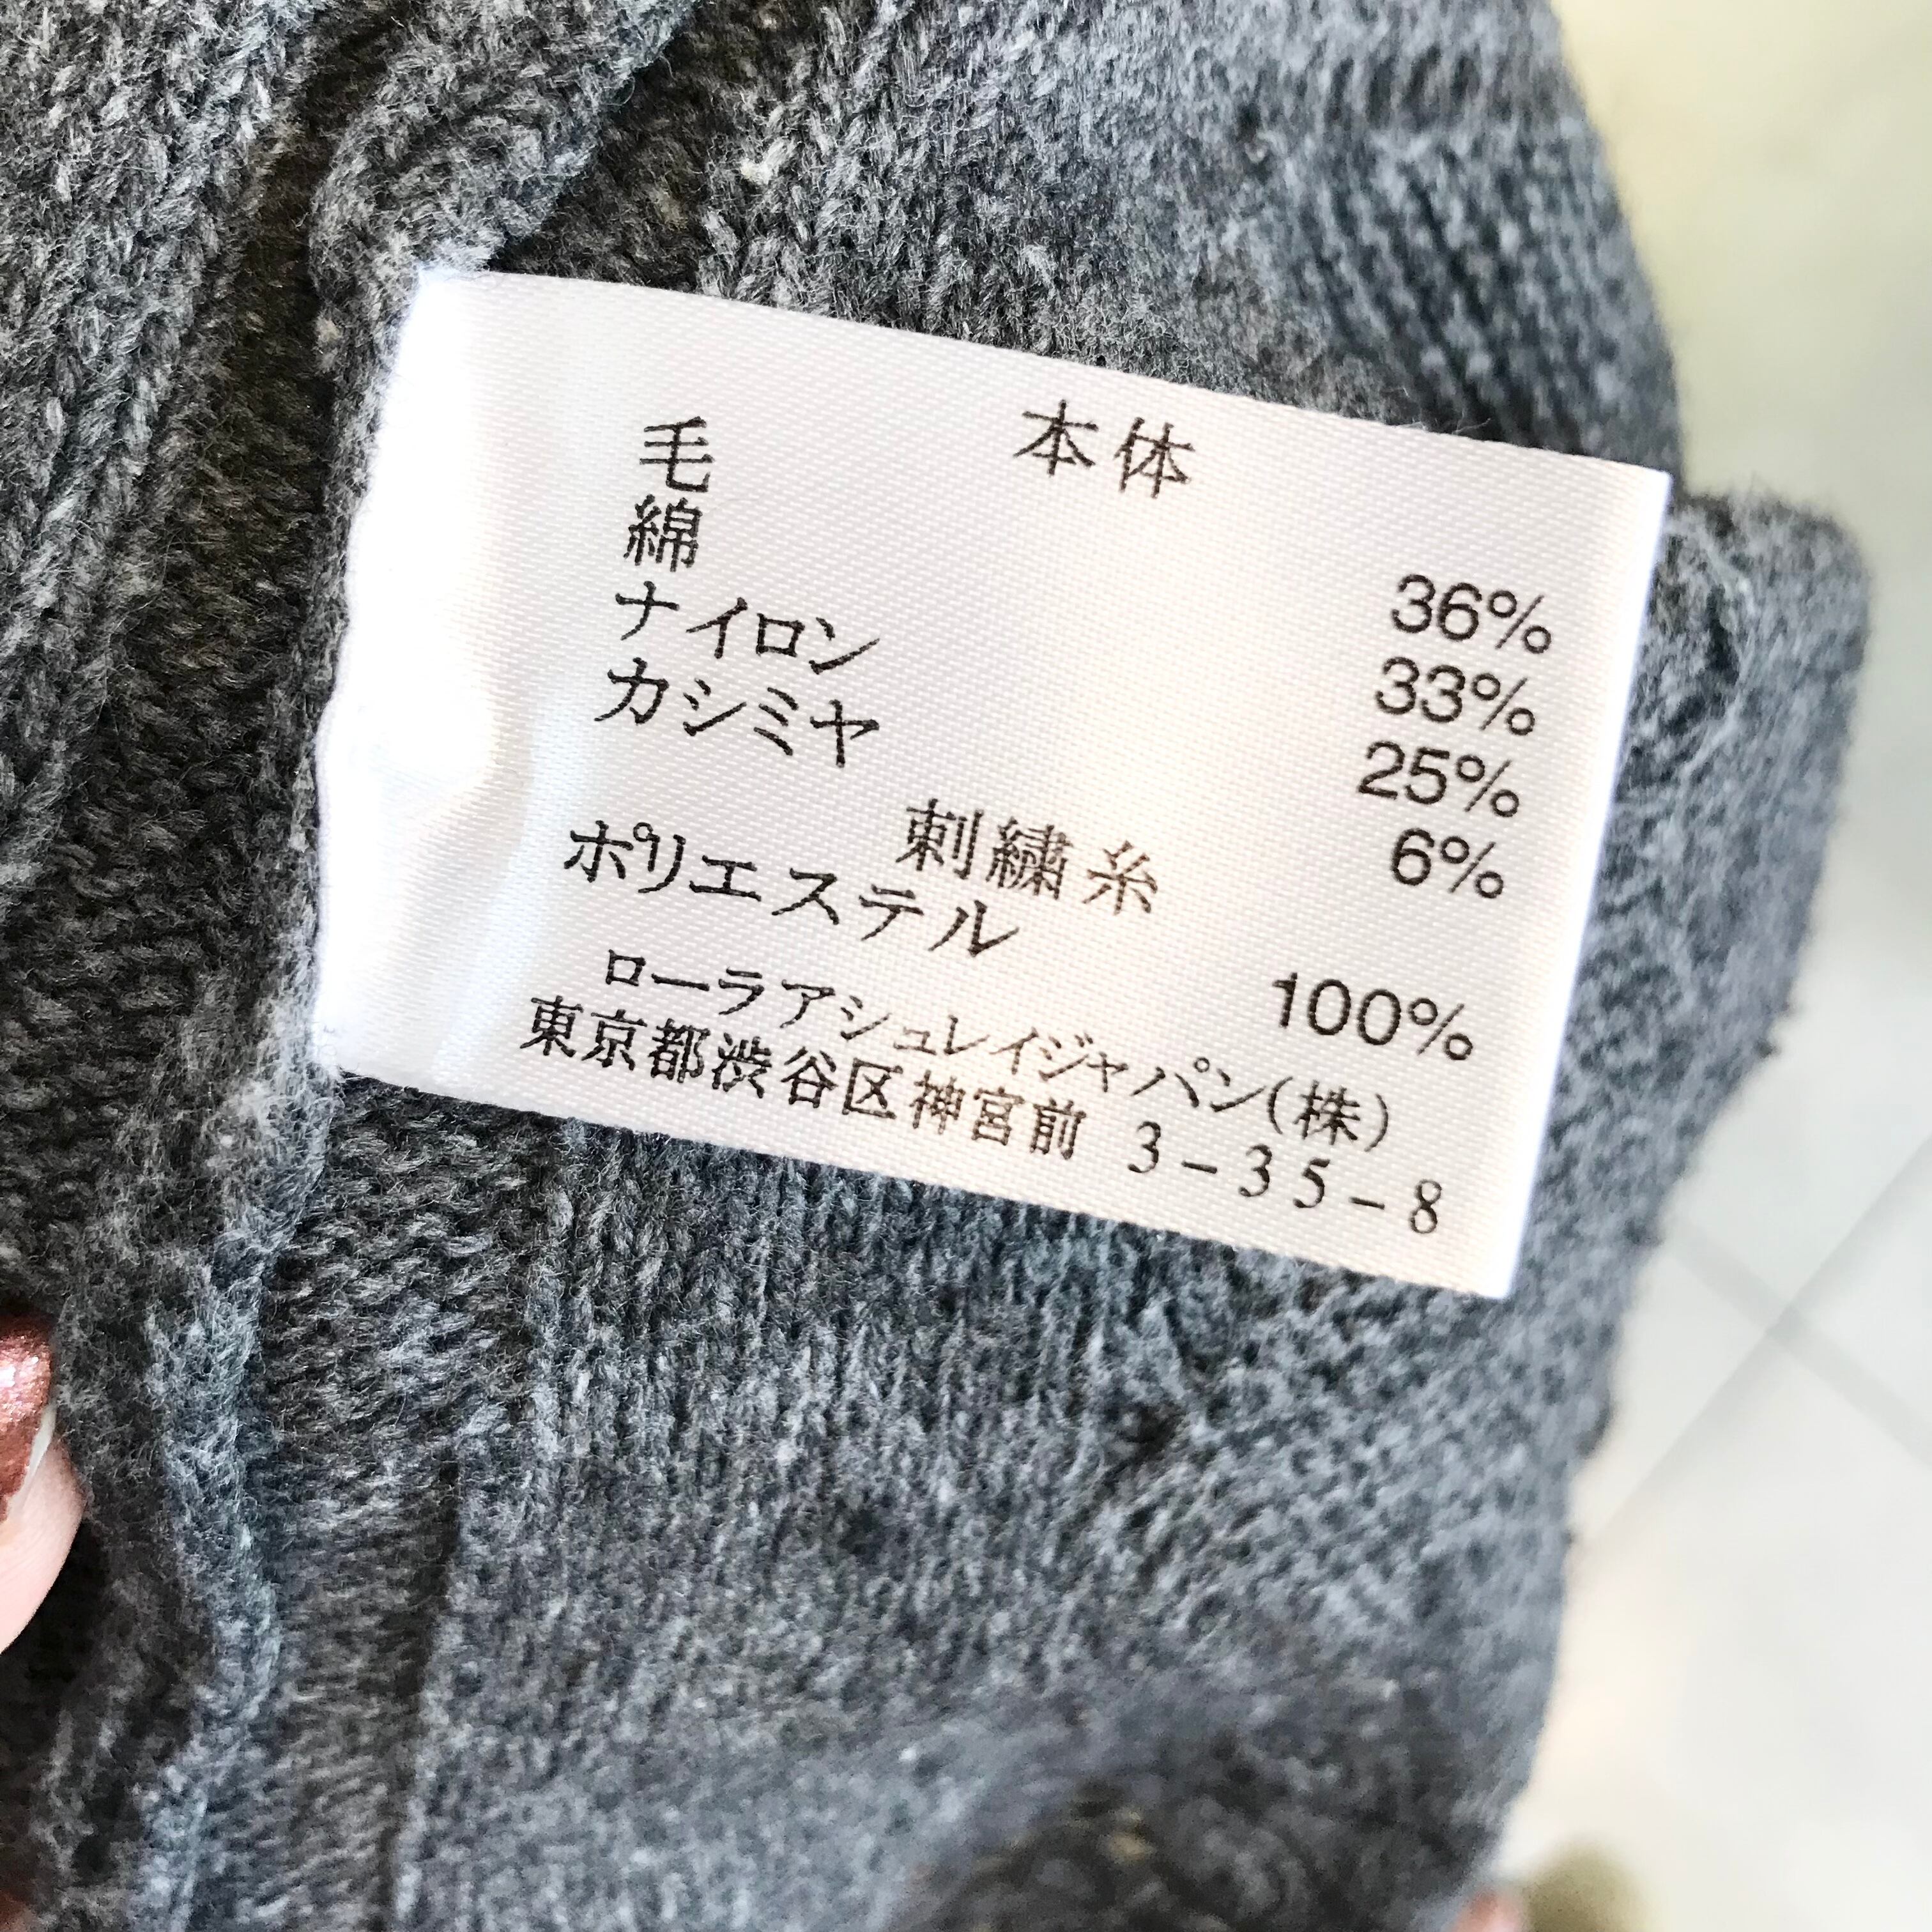 本体
毛 36%
綿 33%
ナイロン 25%
カシミヤ 6%
刺繍糸
ポリエステル 100%
ローラアシュレイジャパン(株)
東京都渋谷区神宮前 3-35-8